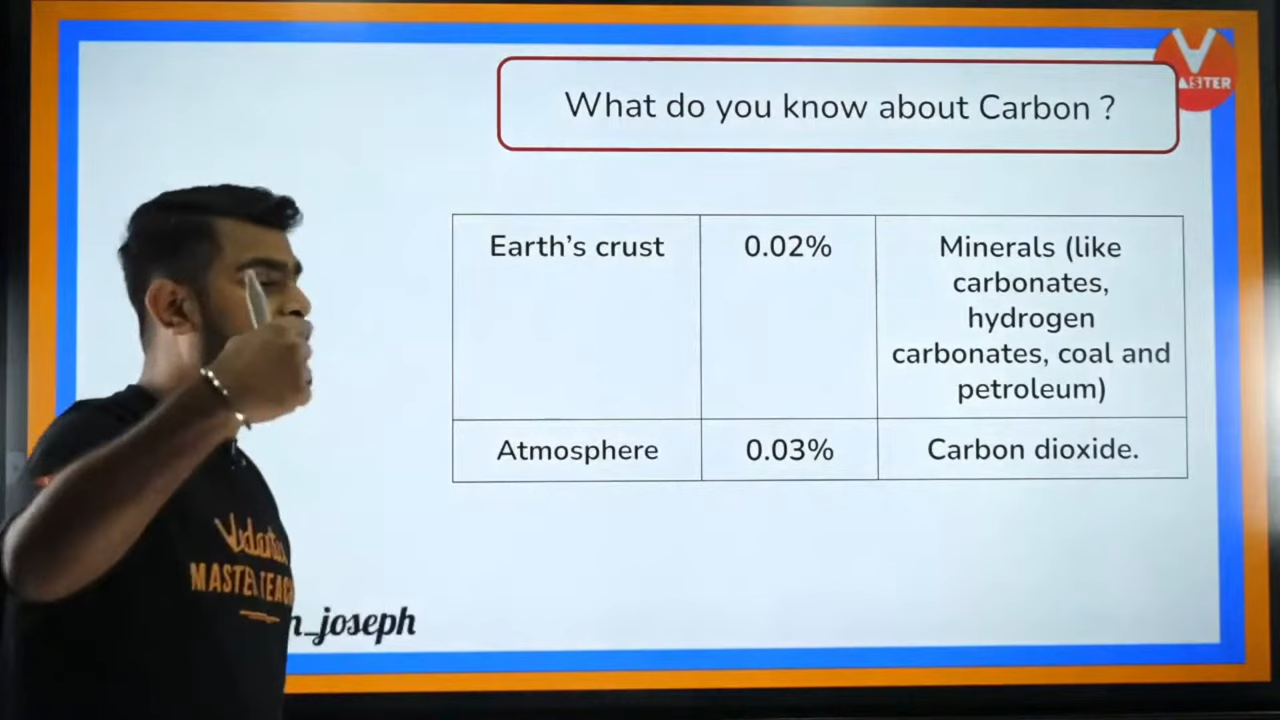 What do you know about Carbon ?
Earth's crust
0.02%
Minerals (like
carbonates,
hydrogen
carbonates, coal and
petroleum)
Atmosphere
0.03%
Carbon dioxide.
MASTER
_joseph